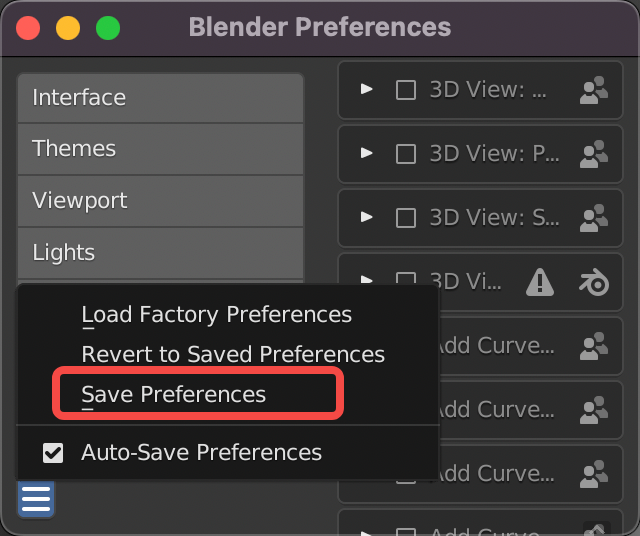 Blender Preferences
Interface
Themes
Viewport
Lights
Load Factory Preferences
Revert to Saved Preferences
Save Preferences
Auto-Save Preferences
3D View: ...
3D View: P...
3D View: S...
3D Vi...
Add Curve...
Add Curve...
Add Curve...
Add Curve...